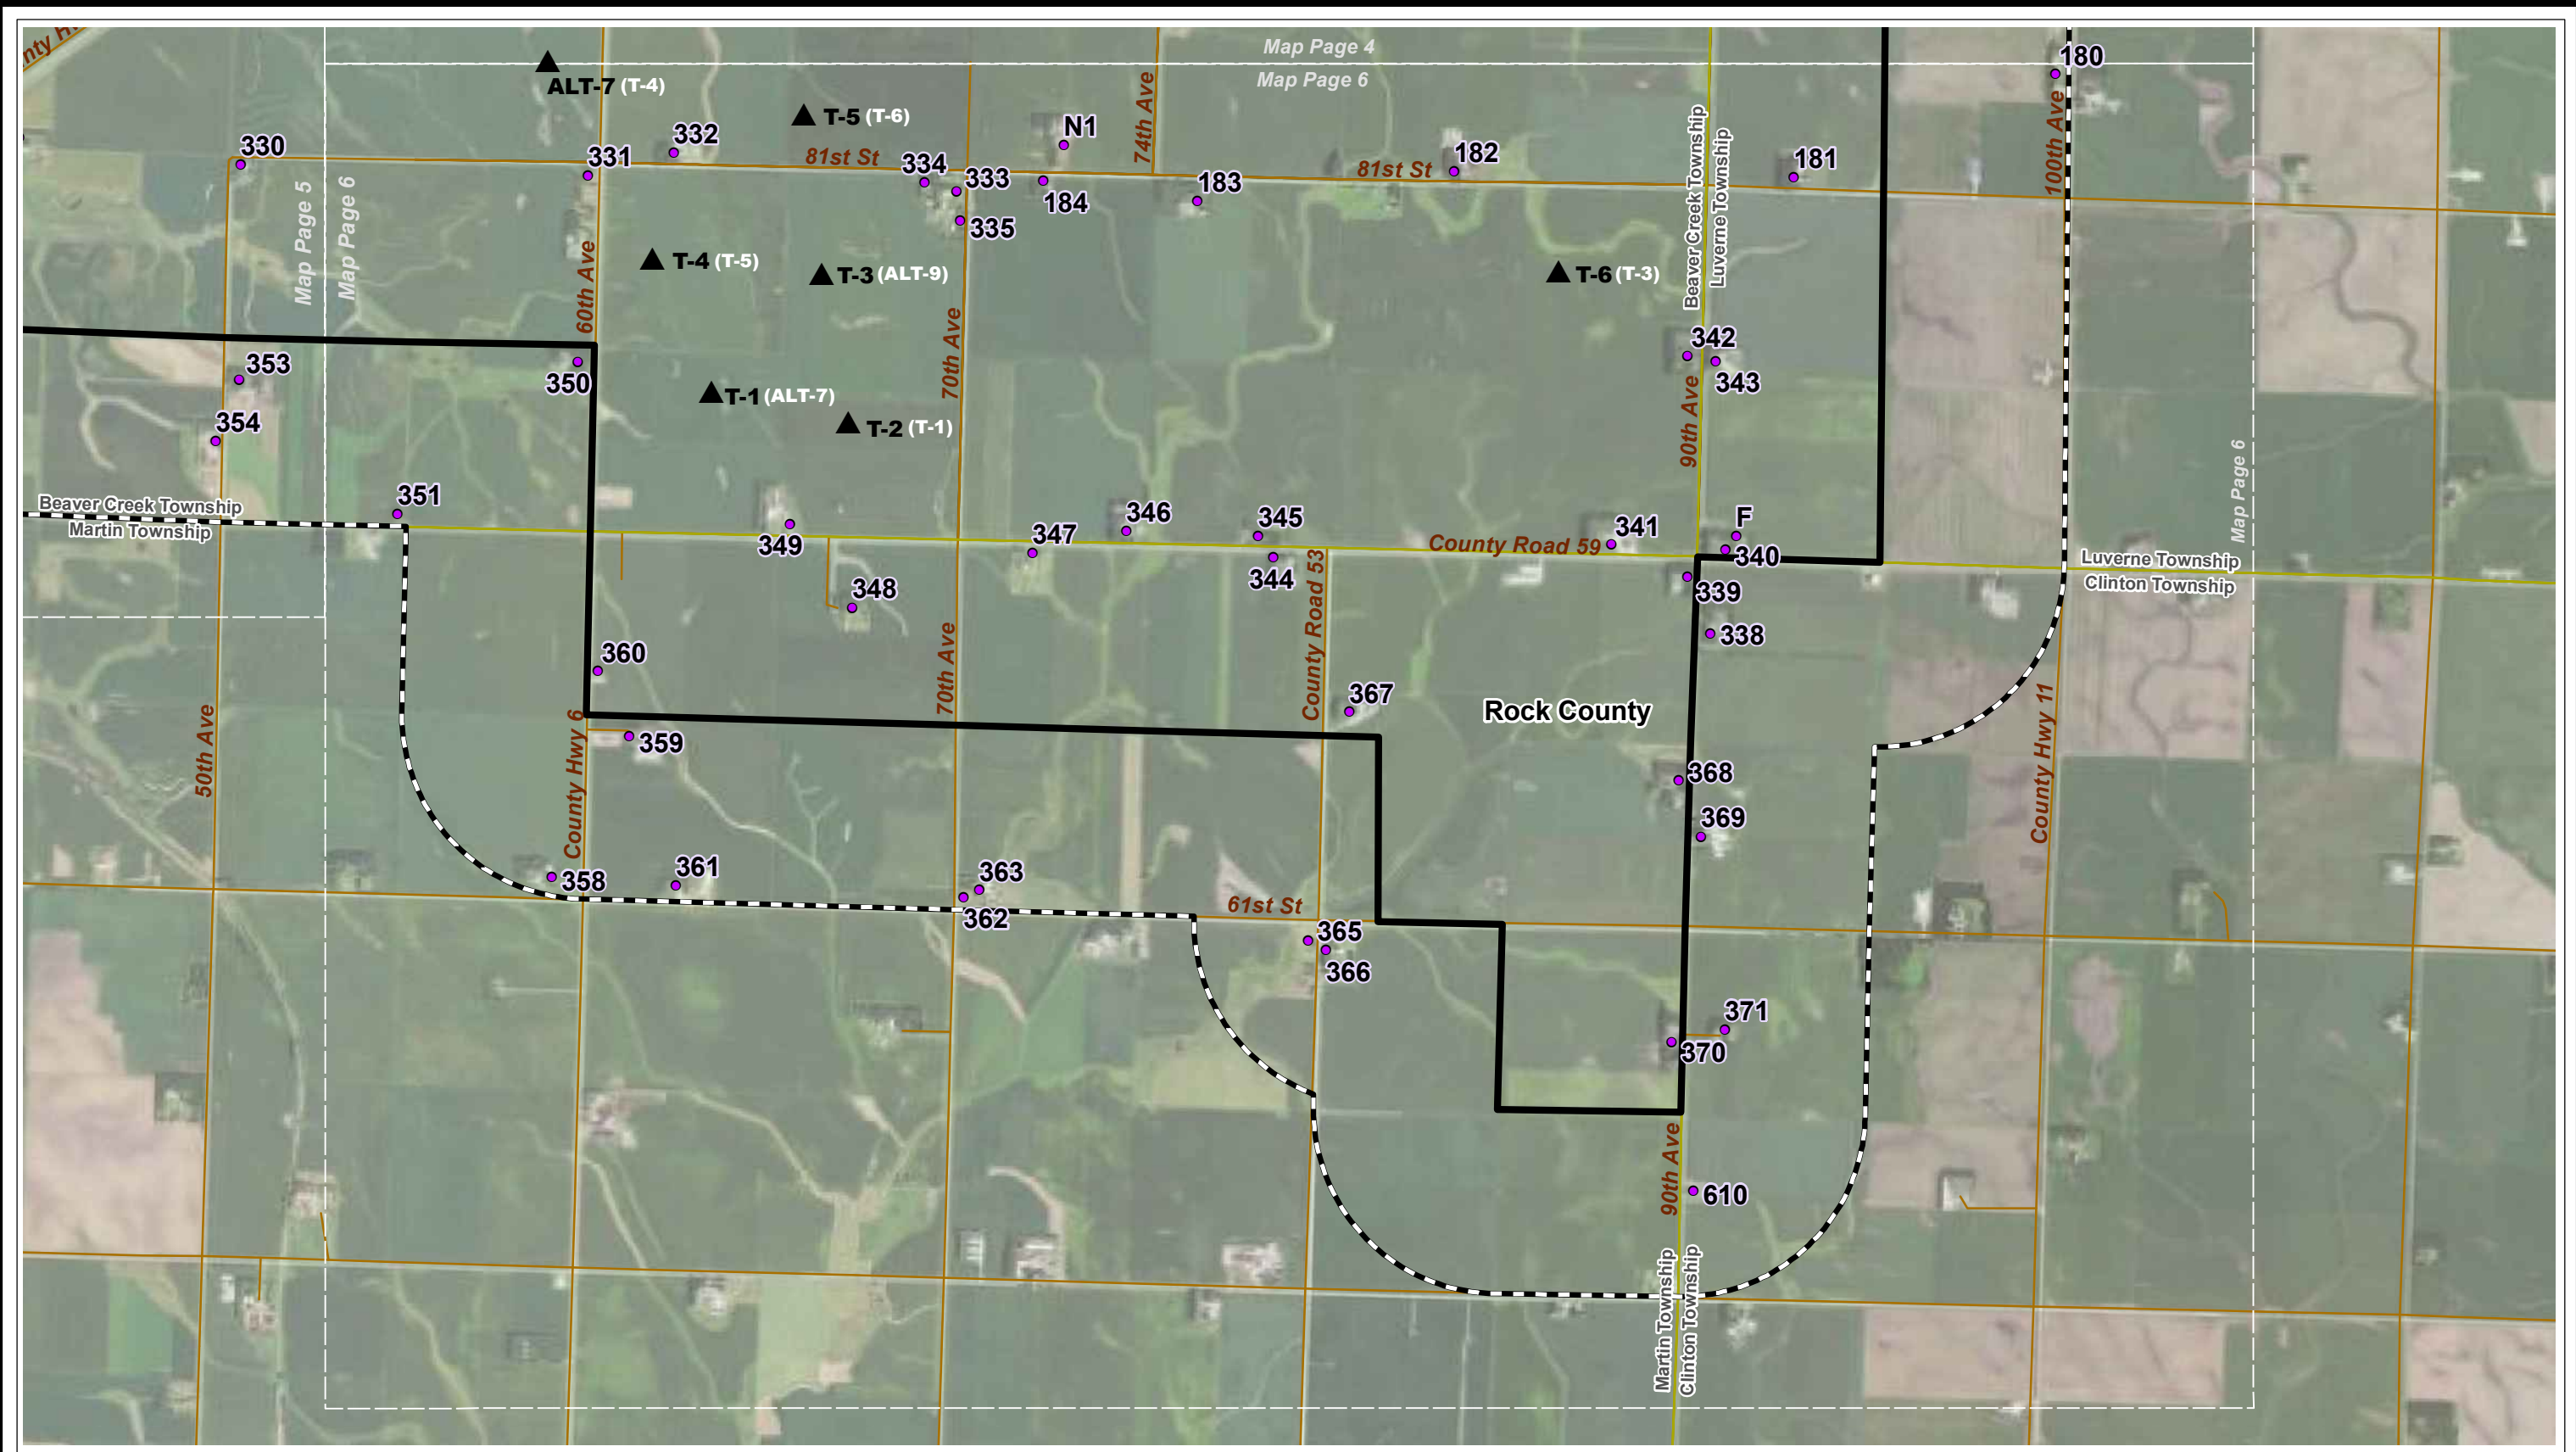 nty H
Map Page 4
Map Page 6
180
ALT-7 (T-4)
T-5 (T-6)
N1
74th Ave
Beaver Creek Township
Luverne Township
100th Ave
330
331
332
81st St
334
333
184
183
81st St
182
181
335
Map Page 5
Map Page 6
60th Ave
T-4 (T-5)
T-3 (ALT-9)
T-6 (T-3)
70th Ave
342
343
353
350
T-1 (ALT-7)
T-2 (T-1)
90th Ave
354
Map Page 6
351
Beaver Creek Township
Martin Township
349
347
346
345
344
County Road 53
County Road 59
341
F
340
Luverne Township
Clinton Township
348
339
338
360
70th Ave
367
Rock County
County Hwy 11
50th Ave
County Hwy 6
359
368
369
358
361
363
362
61st St
365
366
371
370
90th Ave
610
Martin Township
Clinton Township